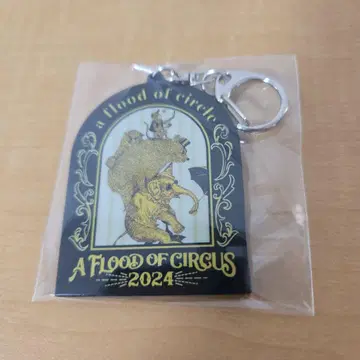 a flood of circle
A FLOOD OF CIRCUS
2024